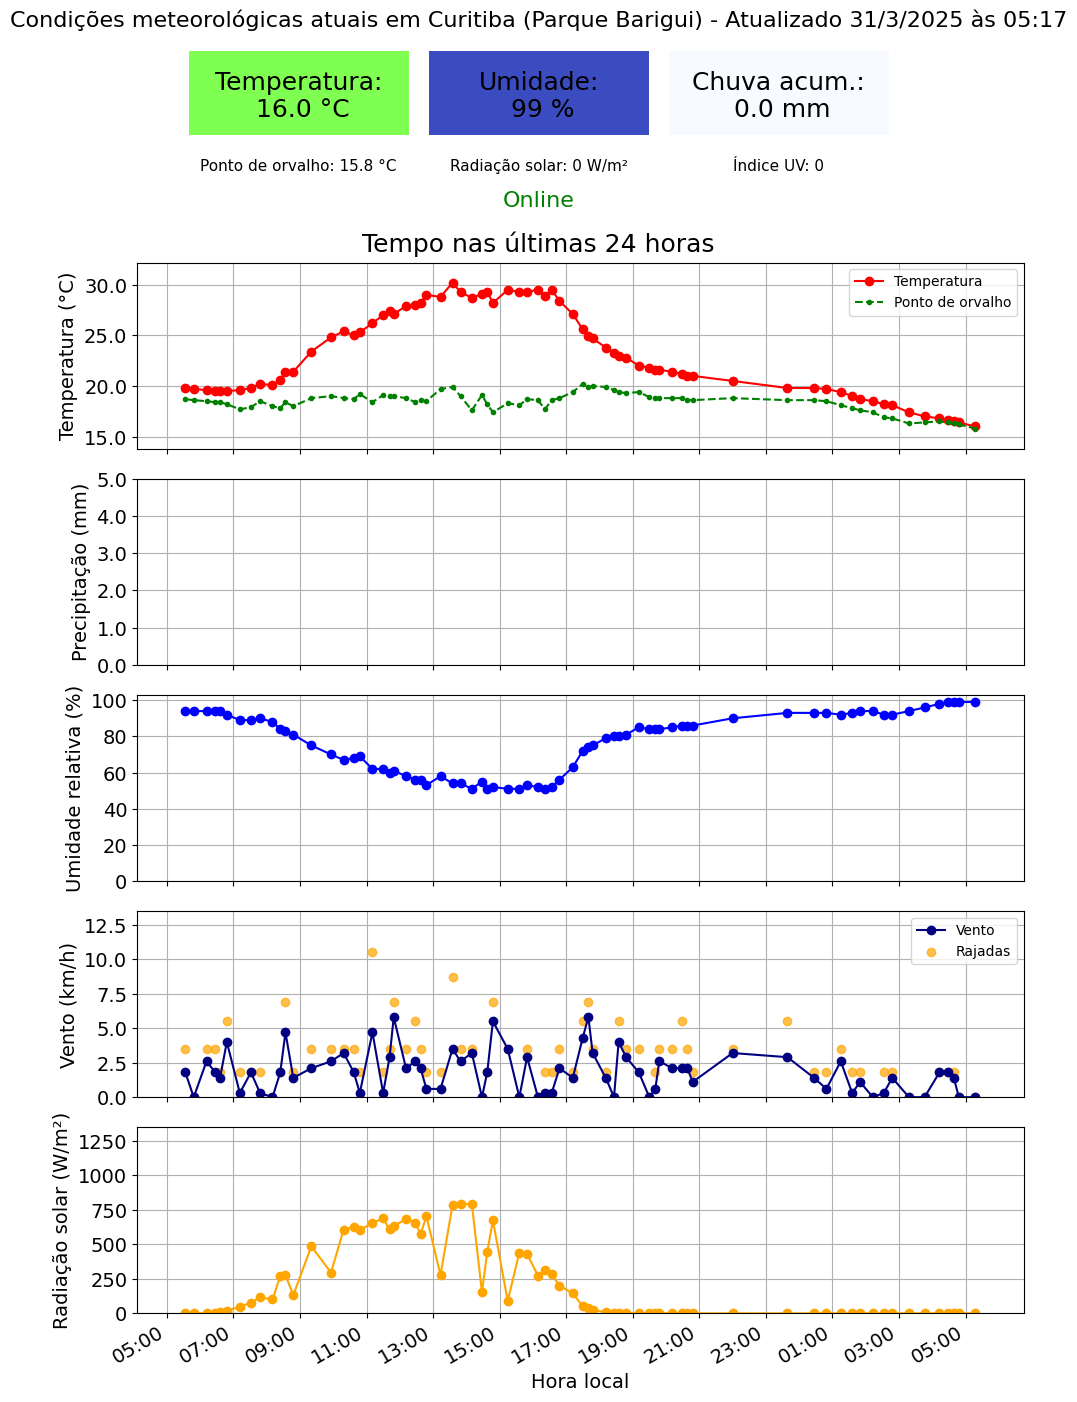 Condições meteorológicas atuais em Curitiba (Parque Barigui) - Atualizado 31/3/2025 às 05:17
Temperatura:
16.0 °C
Umidade:
99 %
Chuva acum.:
0.0 mm
Ponto de orvalho: 15.8 °C
Radiação solar: 0 W/m²
Índice UV: 0
Online
Tempo nas últimas 24 horas
Temperatura (°C)
30.0
25.0
20.0
15.0
Temperatura
Ponto de orvalho
Precipitação (mm)
5.0
4.0
3.0
2.0
1.0
0.0
Umidade relativa (%)
100
80
60
40
20
0
Vento (km/h)
12.5
10.0
7.5
5.0
2.5
0.0
Vento
Rajadas
Radiação solar (W/m²)
1250
1000
750
500
250
0
05:00
07:00
09:00
11:00
13:00
15:00
17:00
19:00
21:00
23:00
01:00
03:00
05:00
Hora local